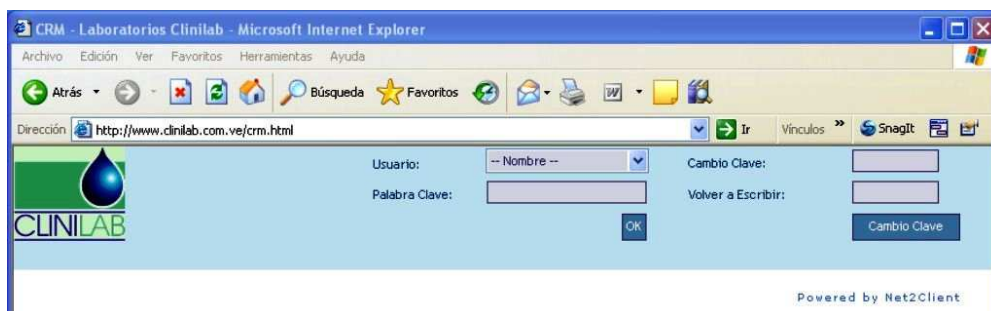 CRM - Laboratorios Clinilab - Microsoft Internet Explorer
Archivo Edición Ver Favoritos Herramientas Ayuda
Atrás Búsqueda Favoritos W
Dirección http://www.clinilab.com.ve/crm.html Ir Vínculos » SnagIt
Usuario: -- Nombre -- Cambio Clave:
Palabra Clave: Volver a Escribir:
CLINILAB OK Cambio Clave
Powered by Net2Client